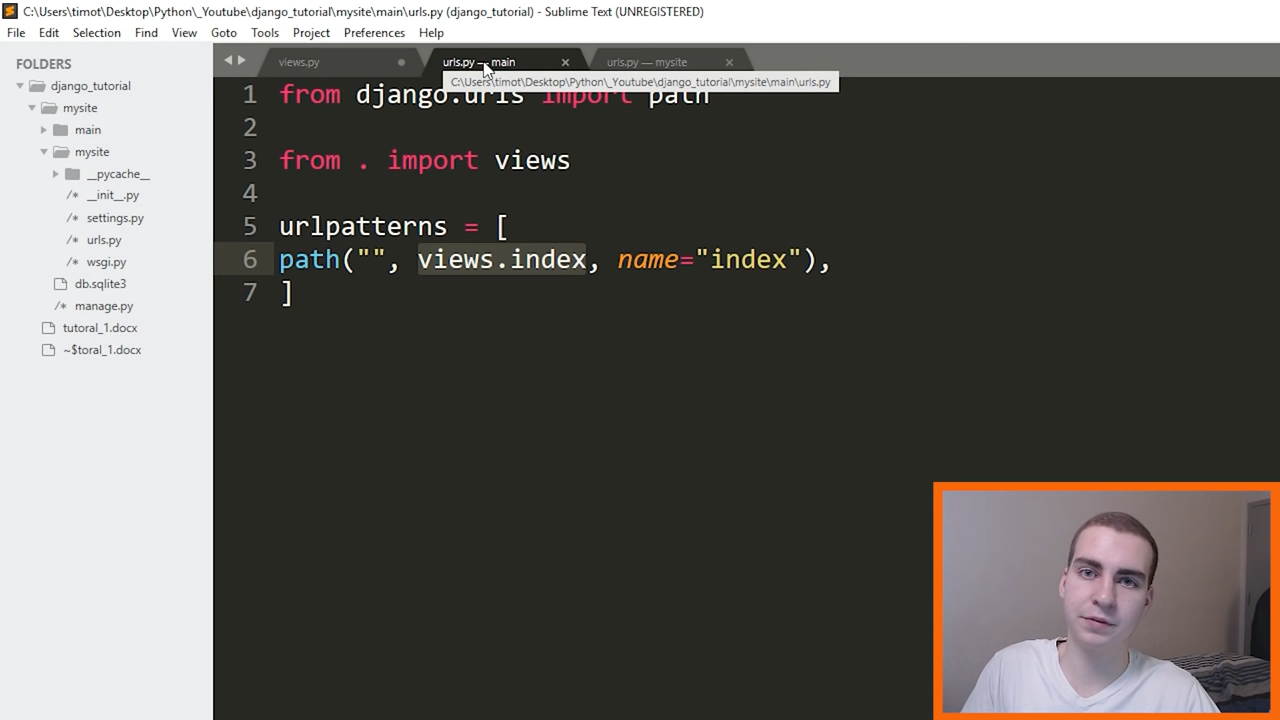 C:\Users\timot\Desktop\Python\_Youtube\django_tutorial\mysite\main\urls.py (django_tutorial) - Sublime Text (UNREGISTERED)
File Edit Selection Find View Goto Tools Project Preferences Help
FOLDERS
django_tutorial
mysite
main
mysite
__pycache__
/* __init__.py
/* settings.py
/* urls.py
/* wsgi.py
db.sqlite3
/* manage.py
tutoral_1.docx
~$toral_1.docx
views.py urls.py — main urls.py — mysite
C:\Users\timot\Desktop\Python\_Youtube\django_tutorial\mysite\main\urls.py
1 from django.urls import path
2
3 from . import views
4
5 urlpatterns = [
6 path("", views.index, name="index"),
7 ]